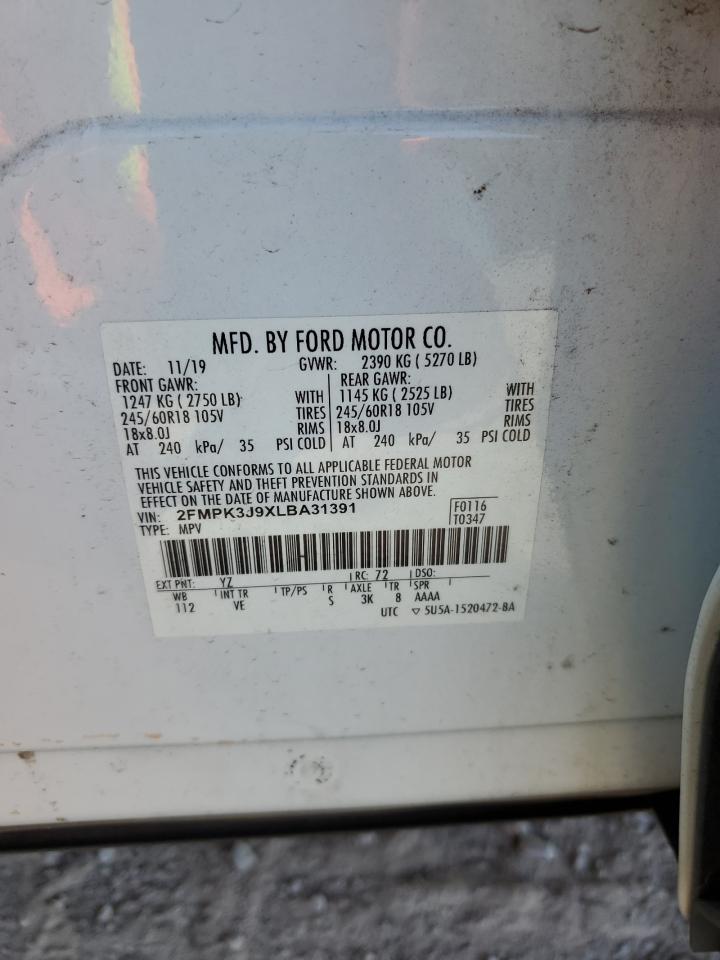 MFD. BY FORD MOTOR CO.
DATE: 11/19 GVWR: 2390 KG ( 5270 LB)
FRONT GAWR: REAR GAWR:
1247 KG ( 2750 LB) WITH 1145 KG ( 2525 LB) WITH
245/60R18 105V TIRES 245/60R18 105V TIRES
18x8.0J RIMS 18x8.0J RIMS
AT 240 kPa/ 35 PSI COLD AT 240 kPa/ 35 PSI COLD
THIS VEHICLE CONFORMS TO ALL APPLICABLE FEDERAL MOTOR
VEHICLE SAFETY AND THEFT PREVENTION STANDARDS IN
EFFECT ON THE DATE OF MANUFACTURE SHOWN ABOVE.
VIN: 2FMPK3J9XLBA31391 F0116
TYPE: MPV T0347
EXT PNT: YZ RC: 72 DSO:
WB INT TR TP/PS R AXLE TR SPR
112 VE S 3K 8 AAAA
UTC ▽ 5U5A-1520472-8A